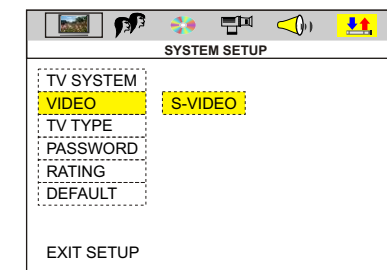 SYSTEM SETUP
TV SYSTEM
VIDEO S-VIDEO
TV TYPE
PASSWORD
RATING
DEFAULT
EXIT SETUP